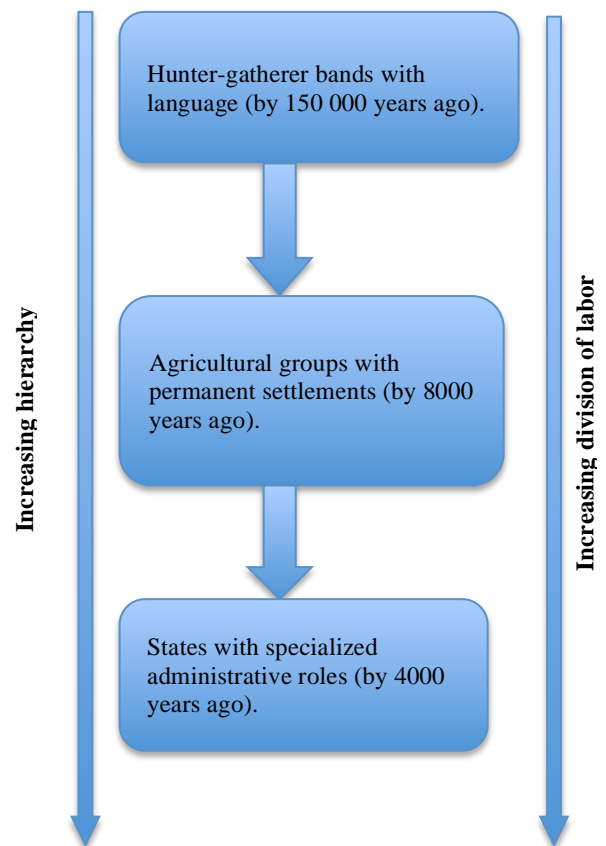 Hunter-gatherer bands with
language (by 150 000 years ago).
Increasing hierarchy
Agricultural groups with
permanent settlements (by 8000
years ago).
Increasing division of labor
States with specialized
administrative roles (by 4000
years ago).